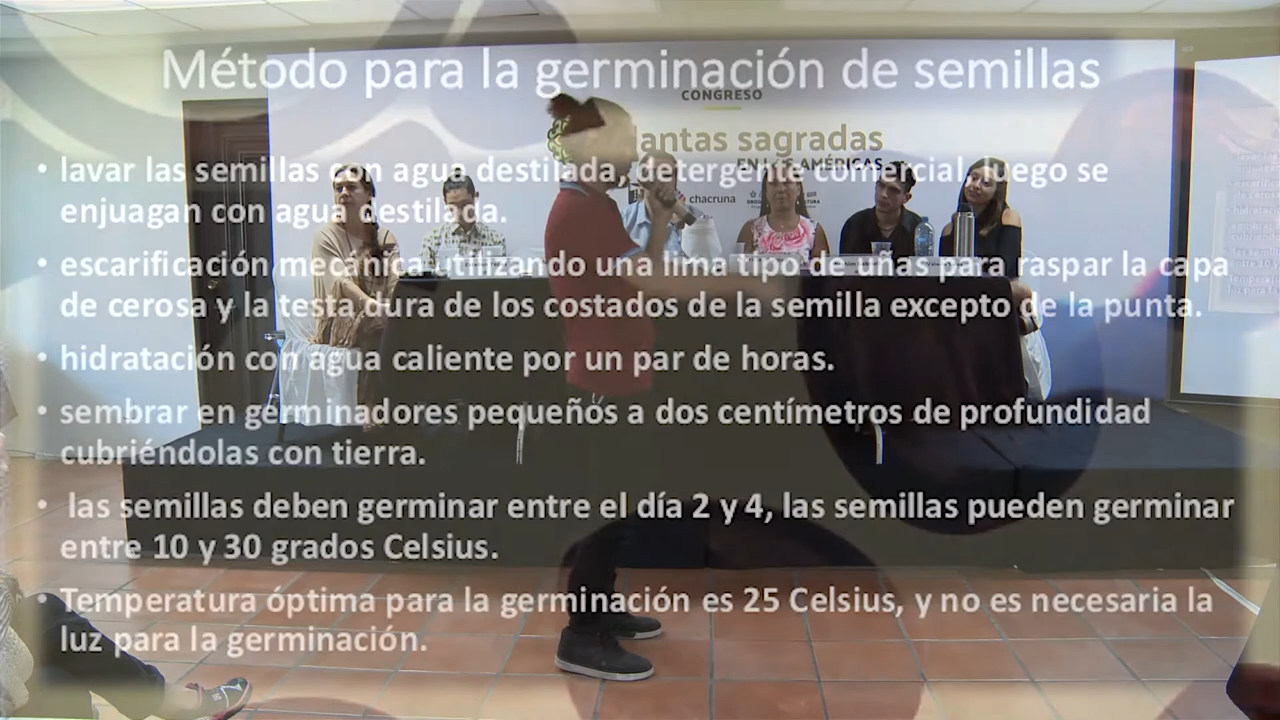 Método para la germinación de semillas
CONGRESO
lantas sagradas
EN LAS AMÉRICAS
chacruna
• lavar las semillas con agua destilada, detergente comercial, luego se
enjuagan con agua destilada.
• escarificación mecánica utilizando una lima tipo de uñas para raspar la capa
de cerosa y la testa dura de los costados de la semilla excepto de la punta.
• hidratación con agua caliente por un par de horas.
• sembrar en germinadores pequeños a dos centímetros de profundidad
cubriéndolas con tierra.
• las semillas deben germinar entre el día 2 y 4, las semillas pueden germinar
entre 10 y 30 grados Celsius.
• Temperatura óptima para la germinación es 25 Celsius, y no es necesaria la
luz para la germinación.